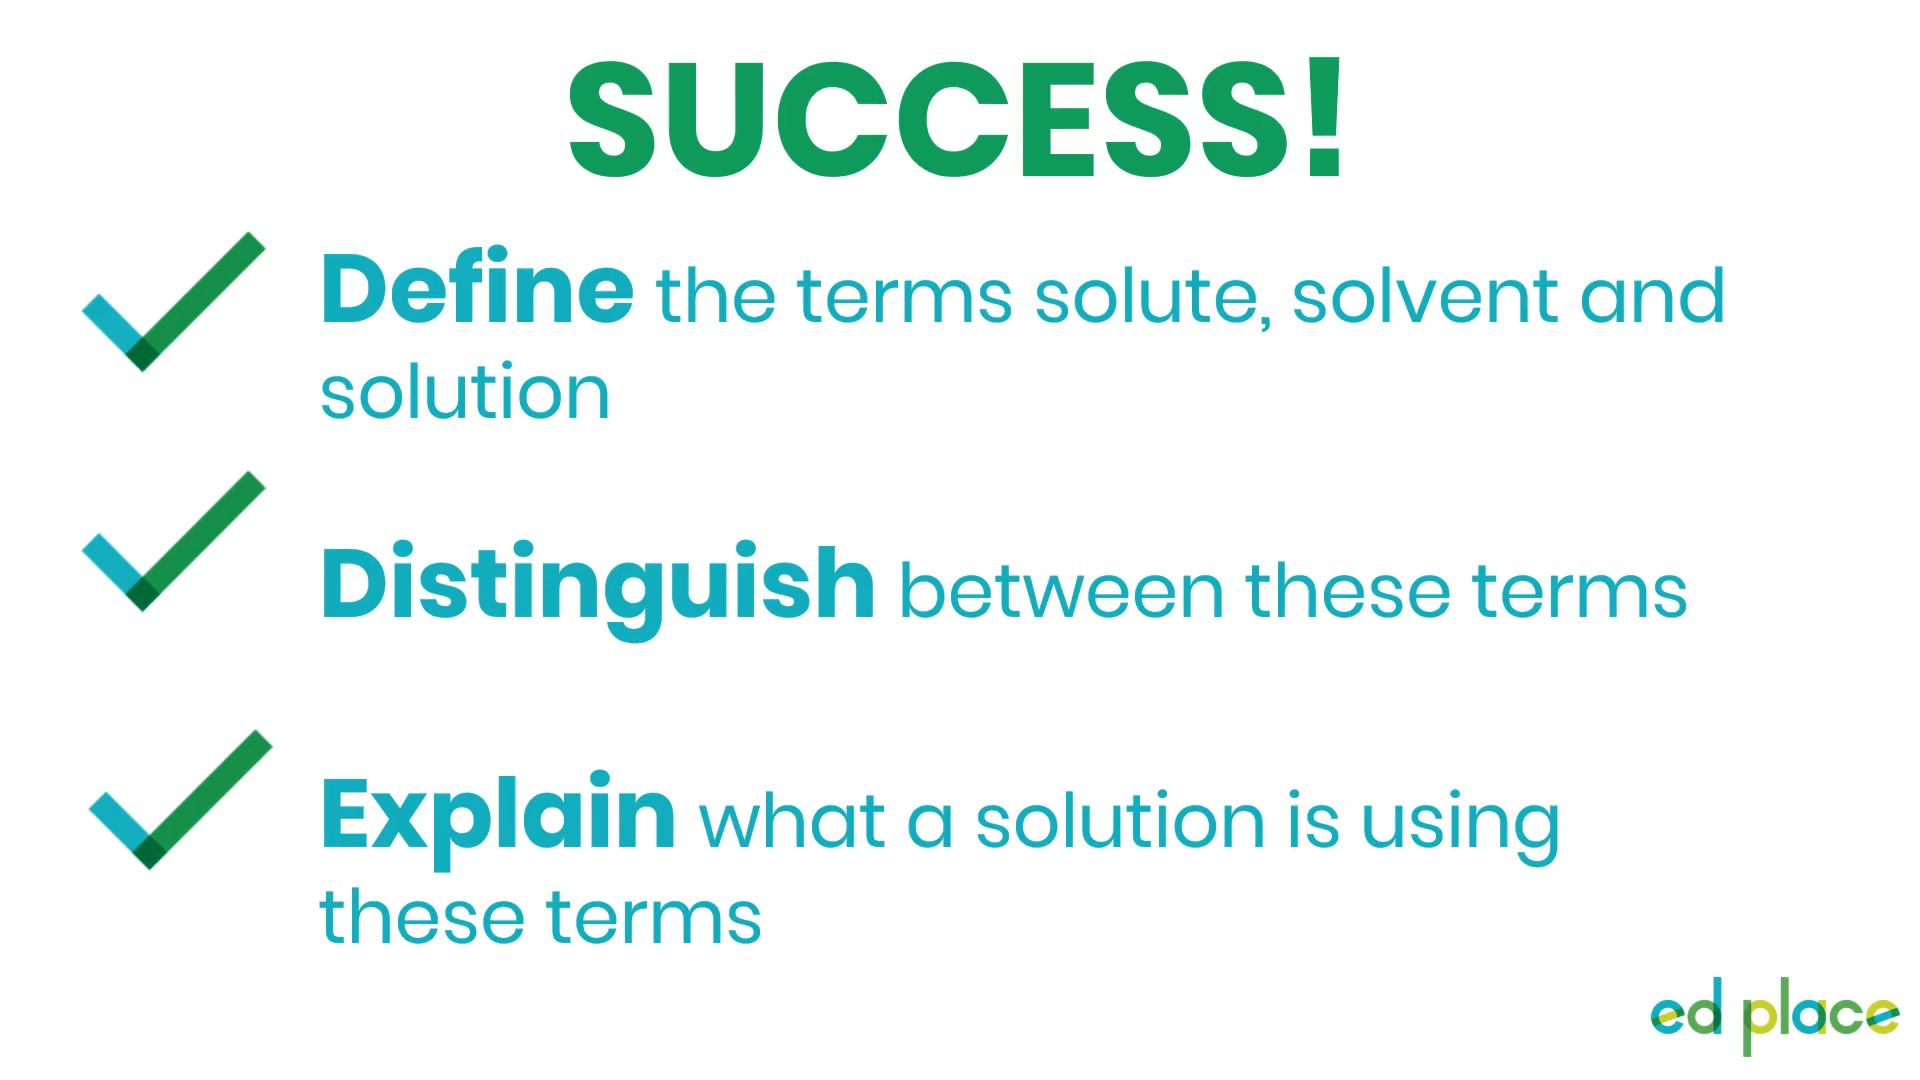 SUCCESS!
Define the terms solute, solvent and
solution
Distinguish between these terms
Explain what a solution is using
these terms
ed place